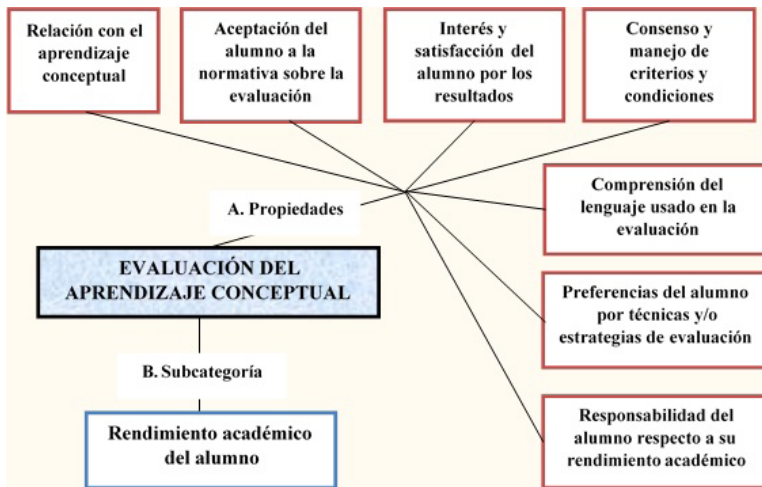 Relación con el
aprendizaje
conceptual
Aceptación del
alumno a la
normativa sobre la
evaluación
Interés y
satisfacción del
alumno por los
resultados
Consenso y
manejo de
criterios y
condiciones
Comprensión del
lenguaje usado en la
evaluación
A. Propiedades
EVALUACIÓN DEL
APRENDIZAJE CONCEPTUAL
Preferencias del alumno
por técnicas y/o
estrategias de evaluación
B. Subcategoría
Rendimiento académico
del alumno
Responsabilidad del
alumno respecto a su
rendimiento académico